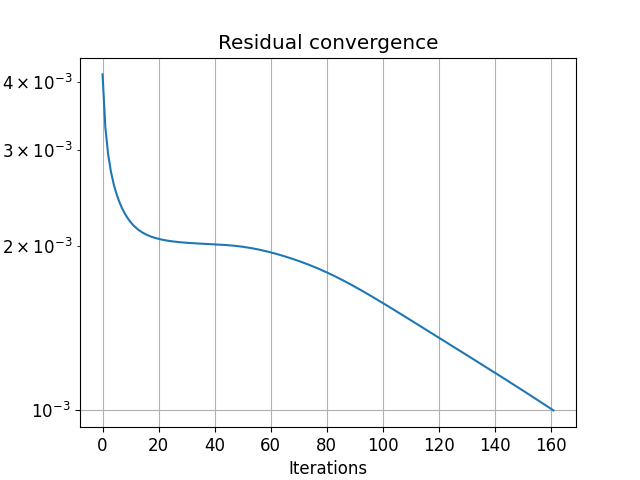 Residual convergence
4 × 10⁻³
3 × 10⁻³
2 × 10⁻³
10⁻³
0 20 40 60 80 100 120 140 160
Iterations